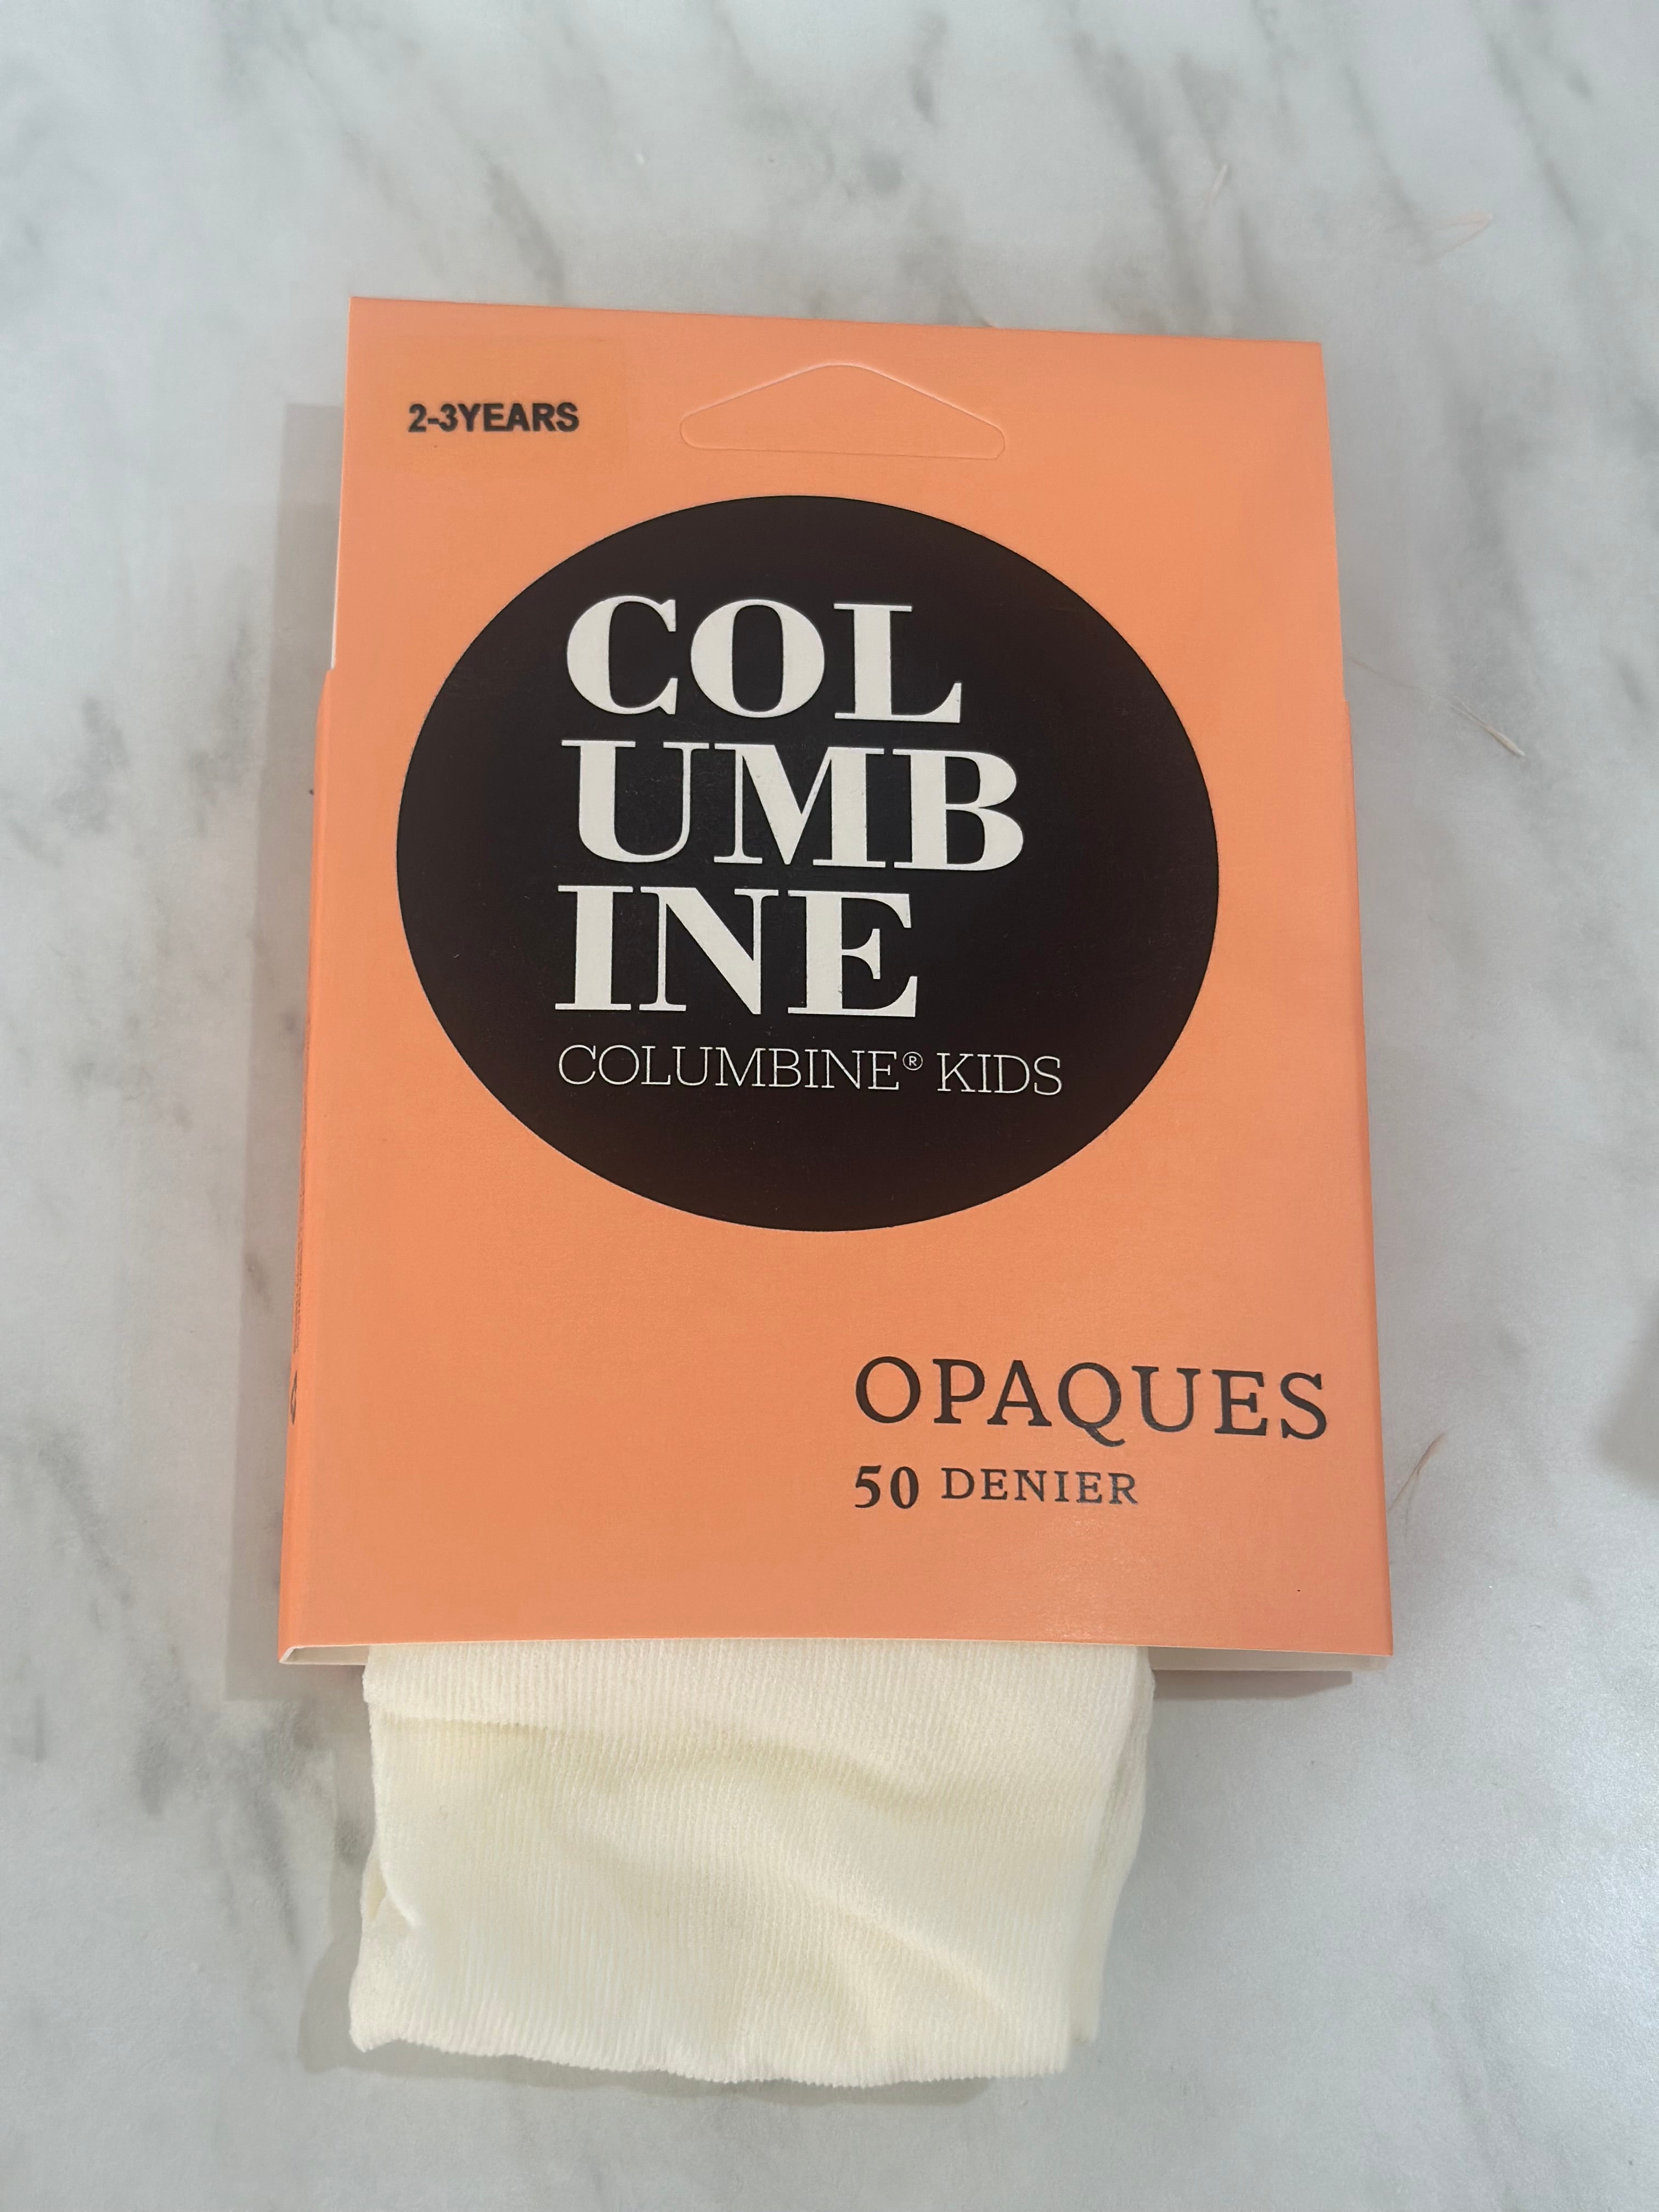 2-3YEARS
COL
UMB
INE
COLUMBINE® KIDS
OPAQUES
50 DENIER